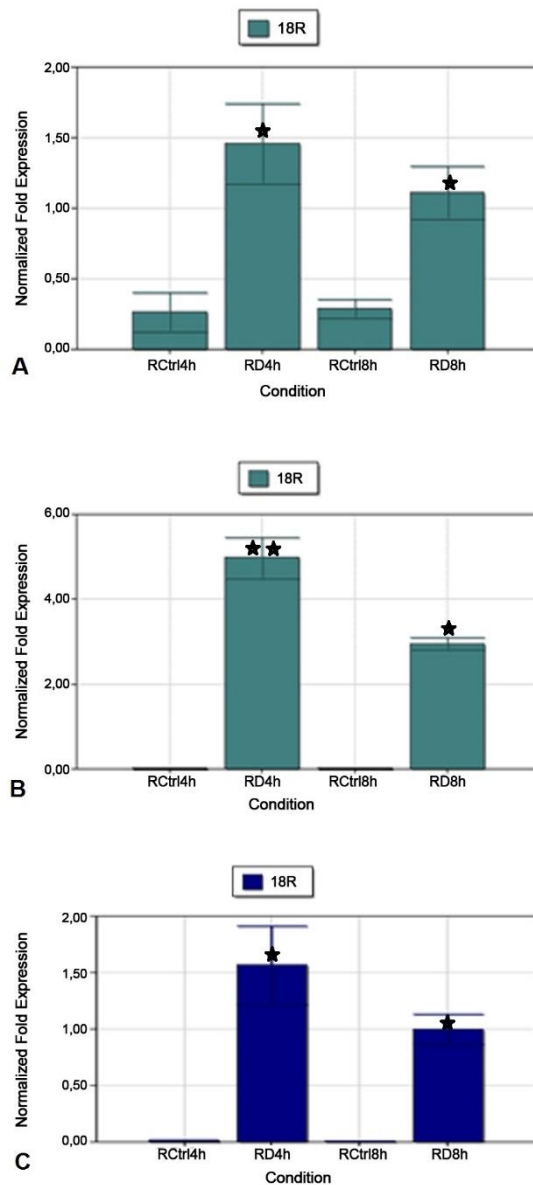 18R
Normalized Fold Expression
2,00
1,50
1,00
0,50
0,00
RCtrl4h RD4h RCtrl8h RD8h
Condition
A
18R
Normalized Fold Expression
6,00
4,00
2,00
0,00
RCtrl4h RD4h RCtrl8h RD8h
Condition
B
18R
Normalized Fold Expression
2,00
1,50
1,00
0,50
0,00
RCtrl4h RD4h RCtrl8h RD8h
Condition
C